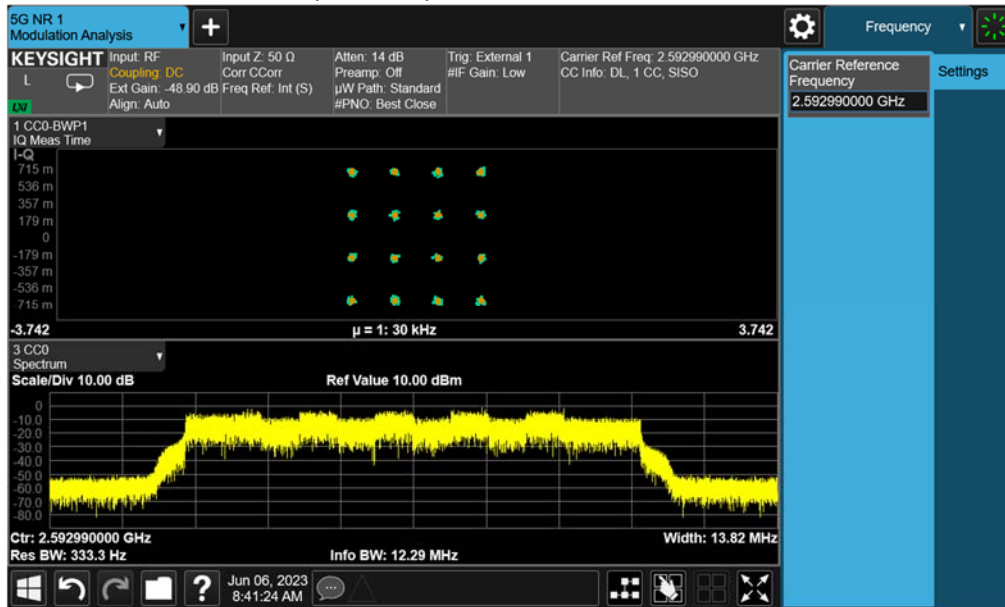 5G NR 1
Modulation Analysis
+
Frequency
KEYSIGHT
L
LXI
Input: RF
Coupling: DC
Ext Gain: -48.90 dB
Align: Auto
Input Z: 50 Ω
Corr CCorr
Freq Ref: Int (S)
Atten: 14 dB
Preamp: Off
µW Path: Standard
#PNO: Best Close
Trig: External 1
#IF Gain: Low
Carrier Ref Freq: 2.592990000 GHz
CC Info: DL, 1 CC, SISO
Carrier Reference
Frequency
2.592990000 GHz
Settings
1 CC0-BWP1
IQ Meas Time
I-Q
715 m
536 m
357 m
179 m
0
-179 m
-357 m
-536 m
-715 m
-3.742
µ = 1: 30 kHz
3.742
3 CC0
Spectrum
Scale/Div 10.00 dB
Ref Value 10.00 dBm
0
-10.0
-20.0
-30.0
-40.0
-50.0
-60.0
-70.0
-80.0
Ctr: 2.592990000 GHz
Width: 13.82 MHz
Res BW: 333.3 Hz
Info BW: 12.29 MHz
?
Jun 06, 2023
8:41:24 AM